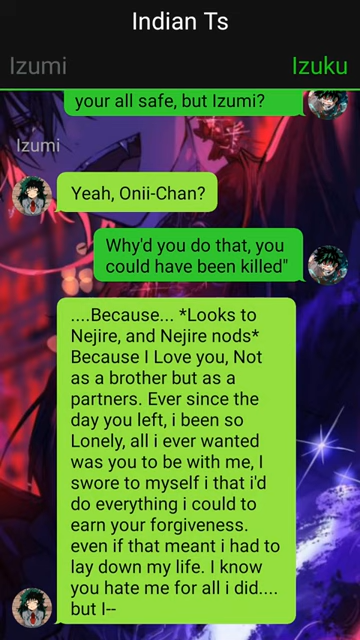 Indian Ts
Izumi
Izuku
your all safe, but Izumi?
Izumi
Yeah, Onii-Chan?
Why'd you do that, you
could have been killed"
....Because... *Looks to
Nejire, and Nejire nods*
Because I Love you, Not
as a brother but as a
partners. Ever since the
day you left, i been so
Lonely, all i ever wanted
was you to be with me, I
swore to myself i that i'd
do everything i could to
earn your forgiveness.
even if that meant i had to
lay down my life. I know
you hate me for all i did....
but I--